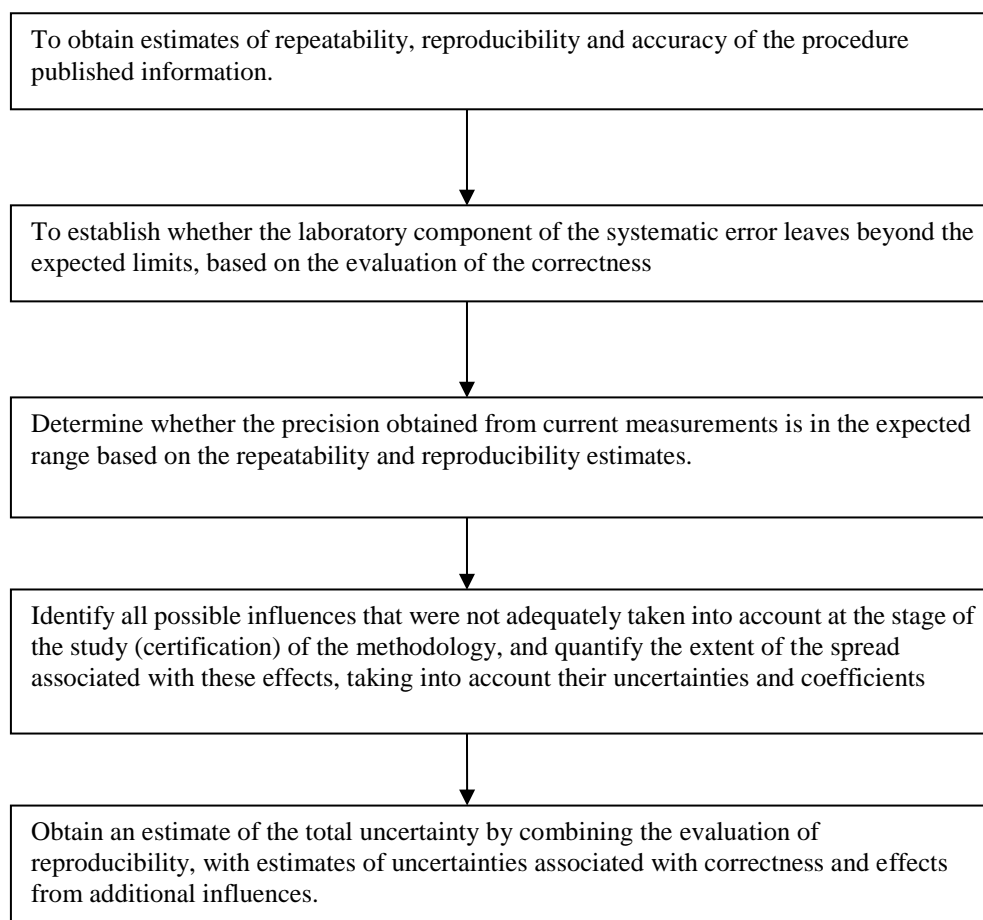 To obtain estimates of repeatability, reproducibility and accuracy of the procedure
published information.
To establish whether the laboratory component of the systematic error leaves beyond the
expected limits, based on the evaluation of the correctness
Determine whether the precision obtained from current measurements is in the expected
range based on the repeatability and reproducibility estimates.
Identify all possible influences that were not adequately taken into account at the stage of
the study (certification) of the methodology, and quantify the extent of the spread
associated with these effects, taking into account their uncertainties and coefficients
Obtain an estimate of the total uncertainty by combining the evaluation of
reproducibility, with estimates of uncertainties associated with correctness and effects
from additional influences.